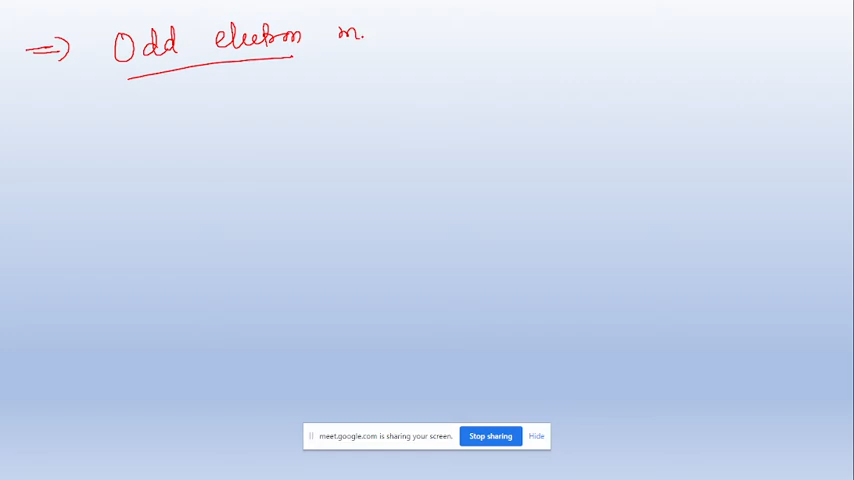 ⇒ Odd electron m.
meet.google.com is sharing your screen. Stop sharing Hide